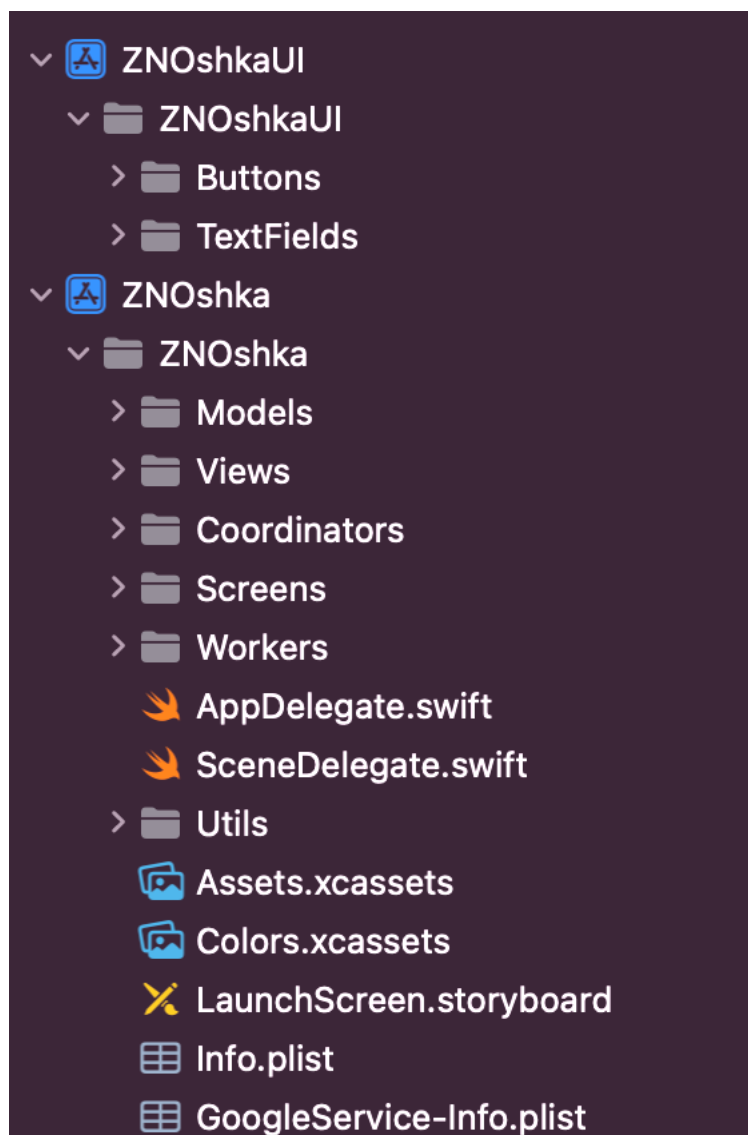 ZNOshkaUI
ZNOshkaUI
Buttons
TextFields
ZNOshka
ZNOshka
Models
Views
Coordinators
Screens
Workers
AppDelegate.swift
SceneDelegate.swift
Utils
Assets.xcassets
Colors.xcassets
LaunchScreen.storyboard
Info.plist
GoogleService-Info.plist